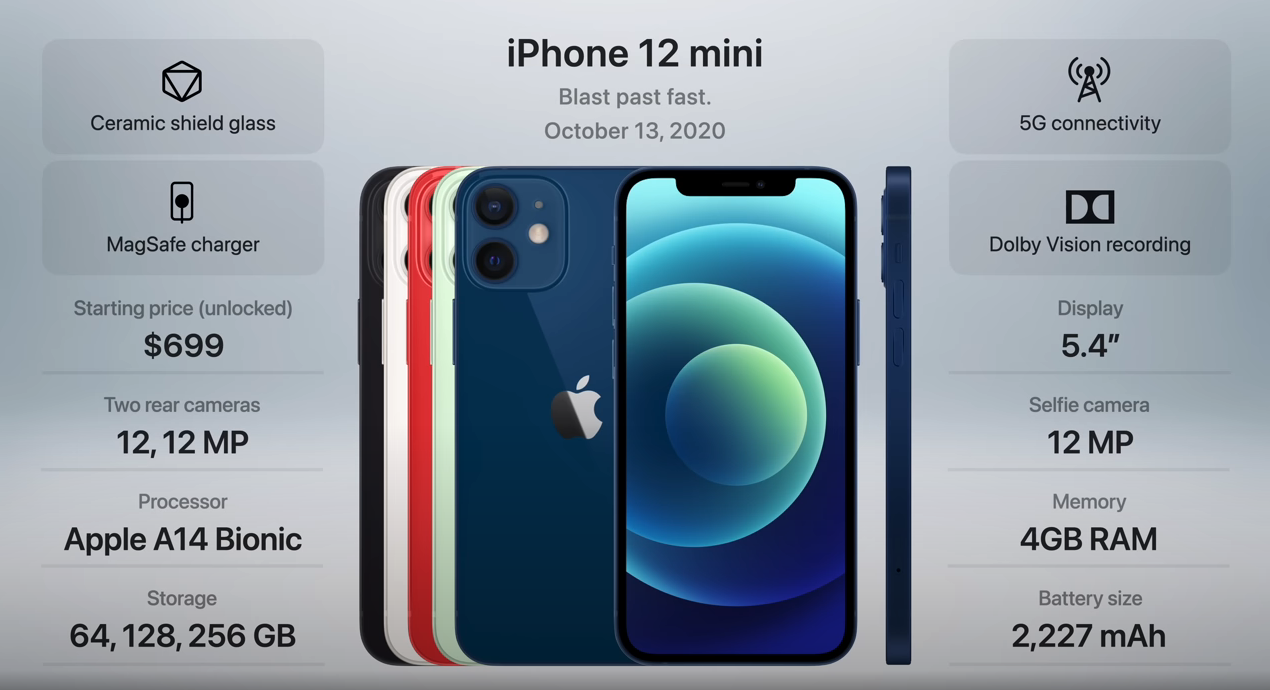 iPhone 12 mini
Blast past fast.
October 13, 2020
Ceramic shield glass
MagSafe charger
Starting price (unlocked)
$699
Two rear cameras
12, 12 MP
Processor
Apple A14 Bionic
Storage
64, 128, 256 GB
5G connectivity
Dolby Vision recording
Display
5.4”
Selfie camera
12 MP
Memory
4GB RAM
Battery size
2,227 mAh